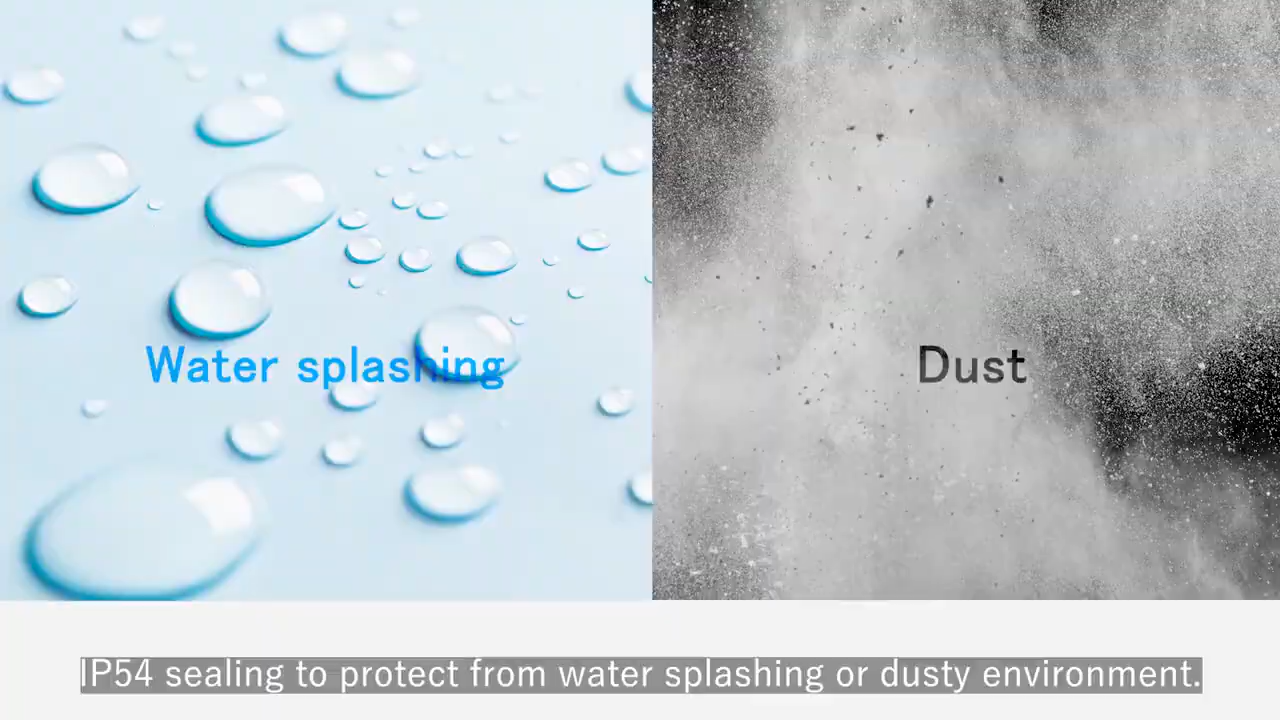 Water splashing
Dust
IP54 sealing to protect from water splashing or dusty environment.